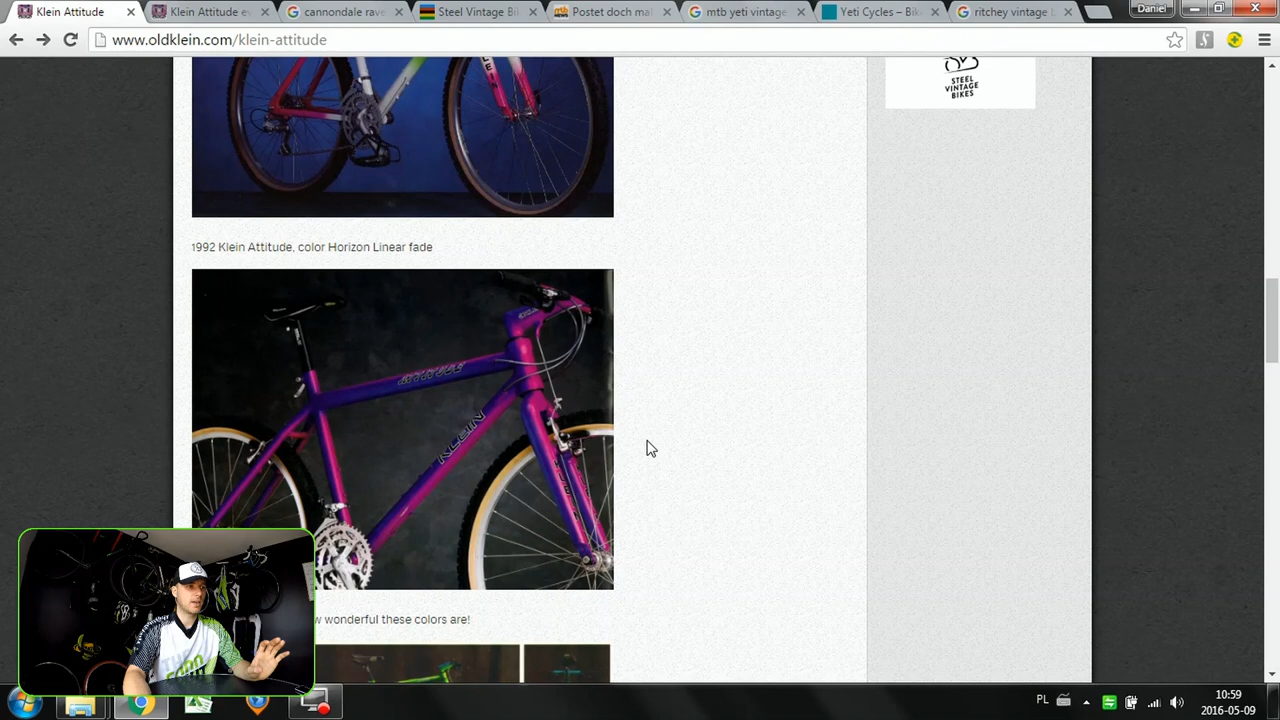 Klein Attitude
Klein Attitude ev
cannondale rave
Steel Vintage Bi
Postet doch mal
mtb yeti vintage
Yeti Cycles – Bik
ritchey vintage
Daniel
www.oldklein.com/klein-attitude
STEEL
VINTAGE
BIKES
KLEIN
1992 Klein Attitude, color Horizon Linear fade
ATTITUDE
KLEIN
wonderful these colors are!
PL
10:59
2016-05-09